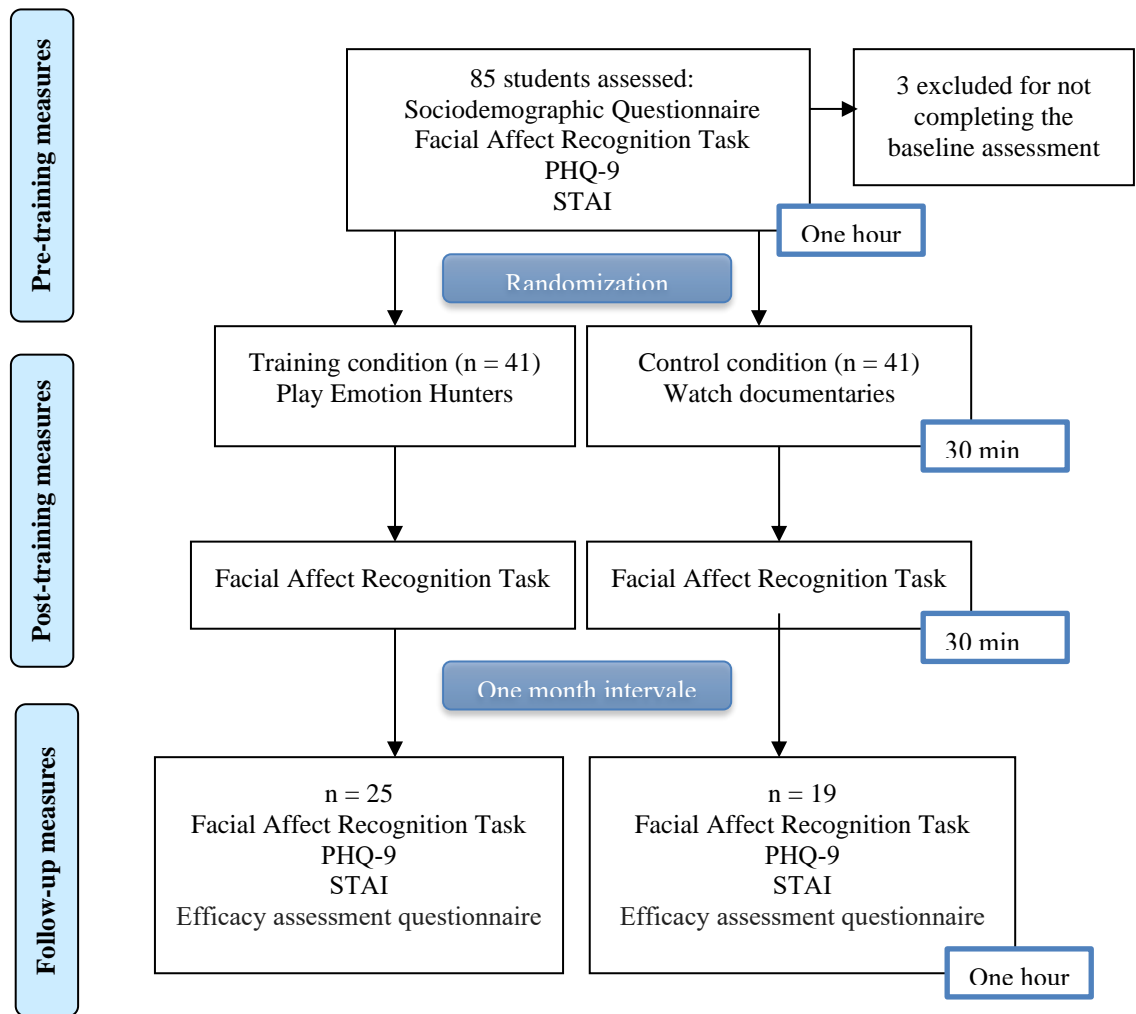 Pre-training measures
85 students assessed:
Sociodemographic Questionnaire
Facial Affect Recognition Task
PHQ-9
STAI
3 excluded for not
completing the
baseline assessment
One hour
Randomization
Post-training measures
Training condition (n = 41)
Play Emotion Hunters
Control condition (n = 41)
Watch documentaries
30 min
Facial Affect Recognition Task
Facial Affect Recognition Task
30 min
One month intervale
Follow-up measures
n = 25
Facial Affect Recognition Task
PHQ-9
STAI
Efficacy assessment questionnaire
n = 19
Facial Affect Recognition Task
PHQ-9
STAI
Efficacy assessment questionnaire
One hour